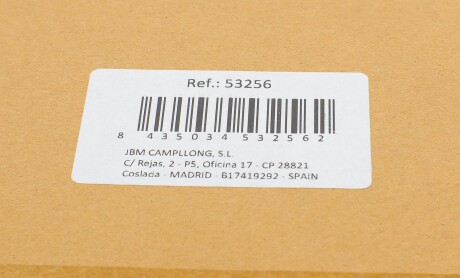 Ref.: 53256
8 435034 532562
JBM CAMPLLONG, S.L.
C/ Rejas, 2 - P5, Oficina 17 - CP 28821
Coslada - MADRID - B17419292 - SPAIN